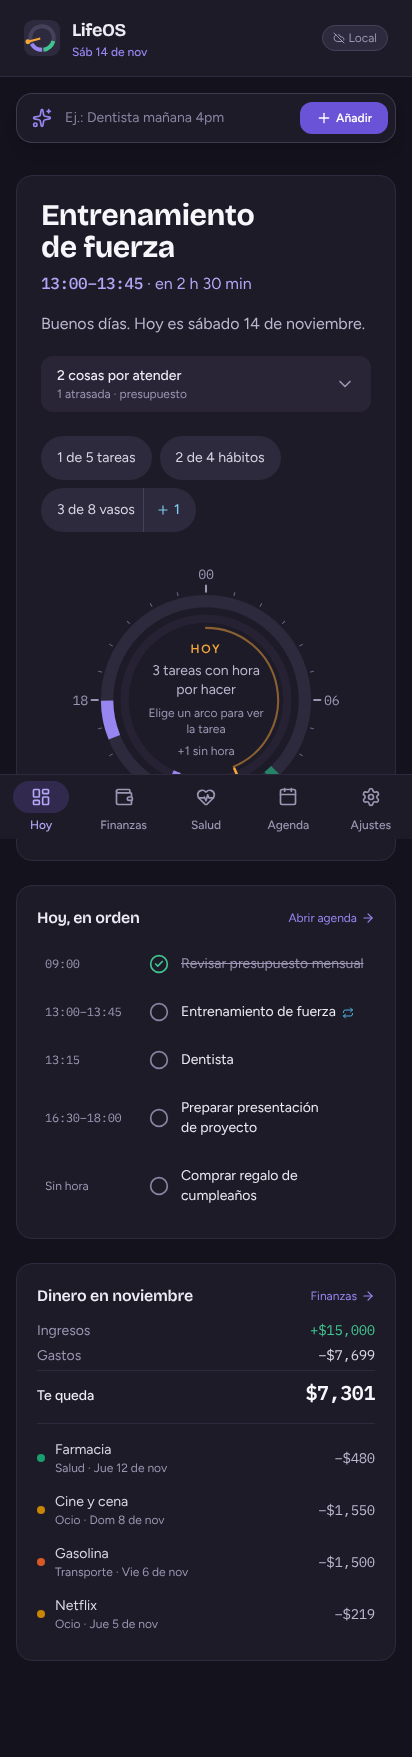 LifeOS
Sáb 14 de nov
Local
Ej.: Dentista mañana 4pm
+ Añadir
Entrenamiento
de fuerza
13:00–13:45 · en 2 h 30 min
Buenos días. Hoy es sábado 14 de noviembre.
2 cosas por atender
1 atrasada · presupuesto
1 de 5 tareas
2 de 4 hábitos
3 de 8 vasos
+ 1
00
HOY
3 tareas con hora
por hacer
18
06
Elige un arco para ver
la tarea
+1 sin hora
Hoy
Finanzas
Salud
Agenda
Ajustes
Hoy, en orden
Abrir agenda →
09:00
Revisar presupuesto mensual
13:00–13:45
Entrenamiento de fuerza
13:15
Dentista
16:30–18:00
Preparar presentación
de proyecto
Sin hora
Comprar regalo de
cumpleaños
Dinero en noviembre
Finanzas →
Ingresos
+$15,000
Gastos
−$7,699
Te queda
$7,301
Farmacia
Salud · Jue 12 de nov
−$480
Cine y cena
Ocio · Dom 8 de nov
−$1,550
Gasolina
Transporte · Vie 6 de nov
−$1,500
Netflix
Ocio · Jue 5 de nov
−$219